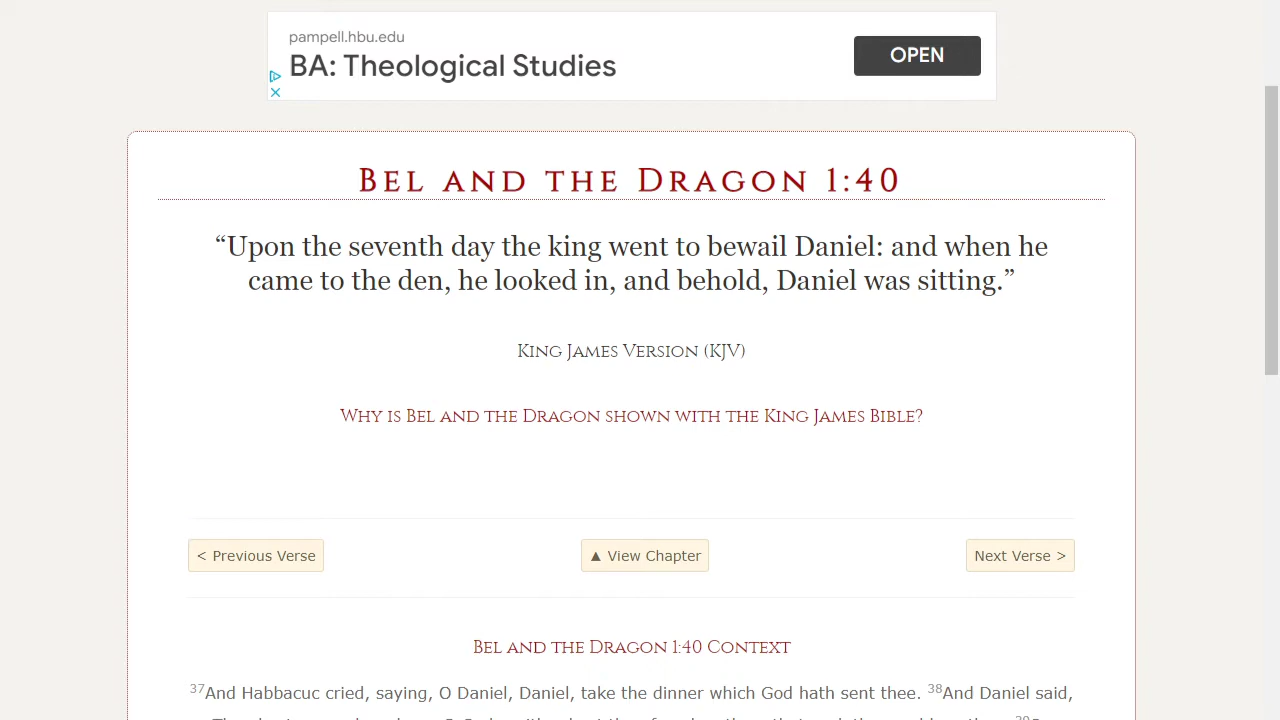 pampell.hbu.edu
BA: Theological Studies
OPEN
Bel and the Dragon 1:40
“Upon the seventh day the king went to bewail Daniel: and when he
came to the den, he looked in, and behold, Daniel was sitting.”
King James Version (KJV)
Why is Bel and the Dragon shown with the King James Bible?
< Previous Verse
▲ View Chapter
Next Verse >
Bel and the Dragon 1:40 Context
37And Habbacuc cried, saying, O Daniel, Daniel, take the dinner which God hath sent thee. 38And Daniel said,